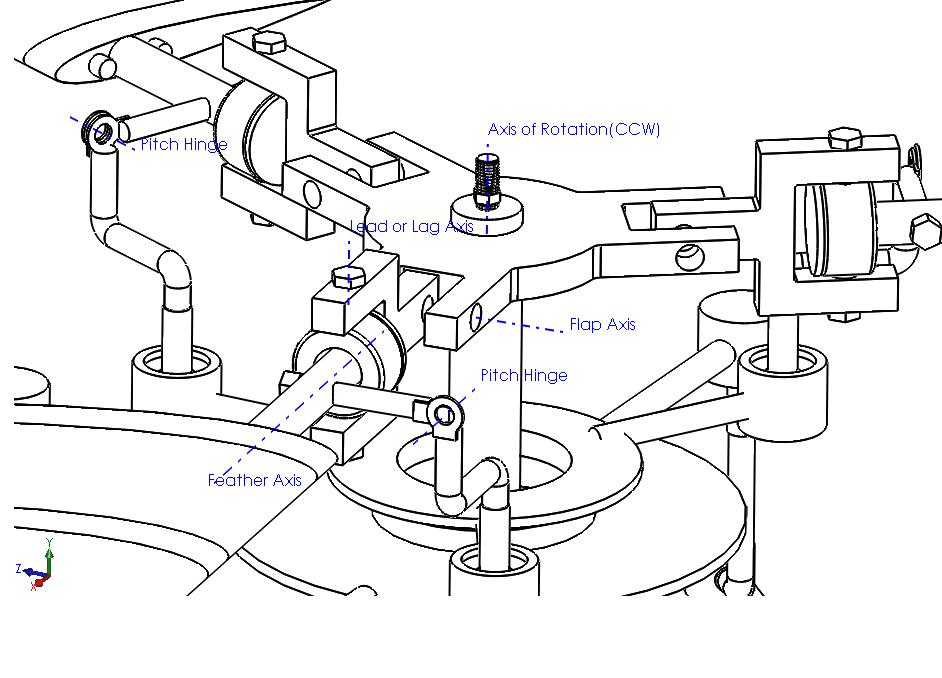 Axis of Rotation(CCW)
Pitch Hinge
Lead or Lag Axis
Flap Axis
Pitch Hinge
Feather Axis
Y
Z
X